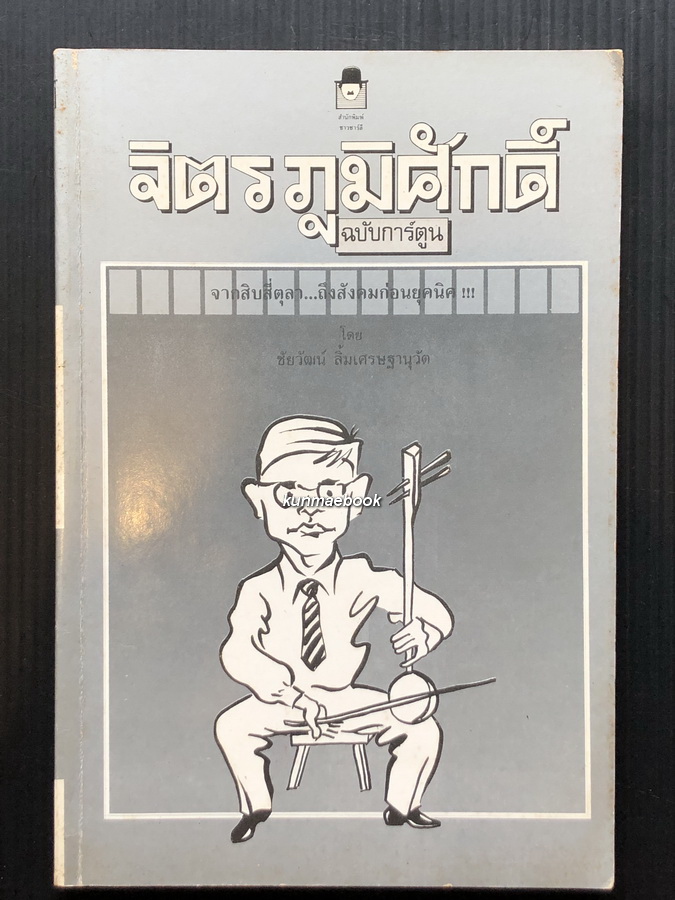 สำนักพิมพ์
ชาวชาร์ลี
จิตร ภูมิศักดิ์
ฉบับการ์ตูน
จากสิบสี่ตุลา...ถึงสังคมก่อนยุคนิค !!!
โดย
ชัยวัฒน์ ลิ้มเศรษฐานุวัต
kunmaebook